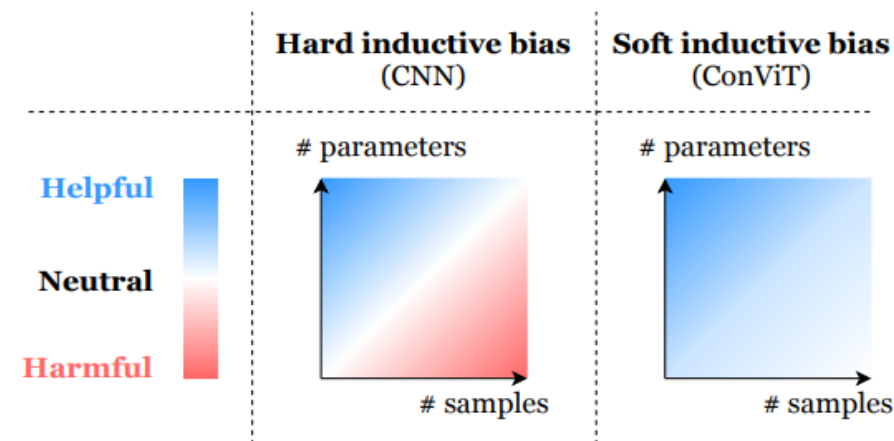 Hard inductive bias
(CNN)
Soft inductive bias
(ConViT)
Helpful
Neutral
Harmful
# parameters
# samples
# parameters
# samples